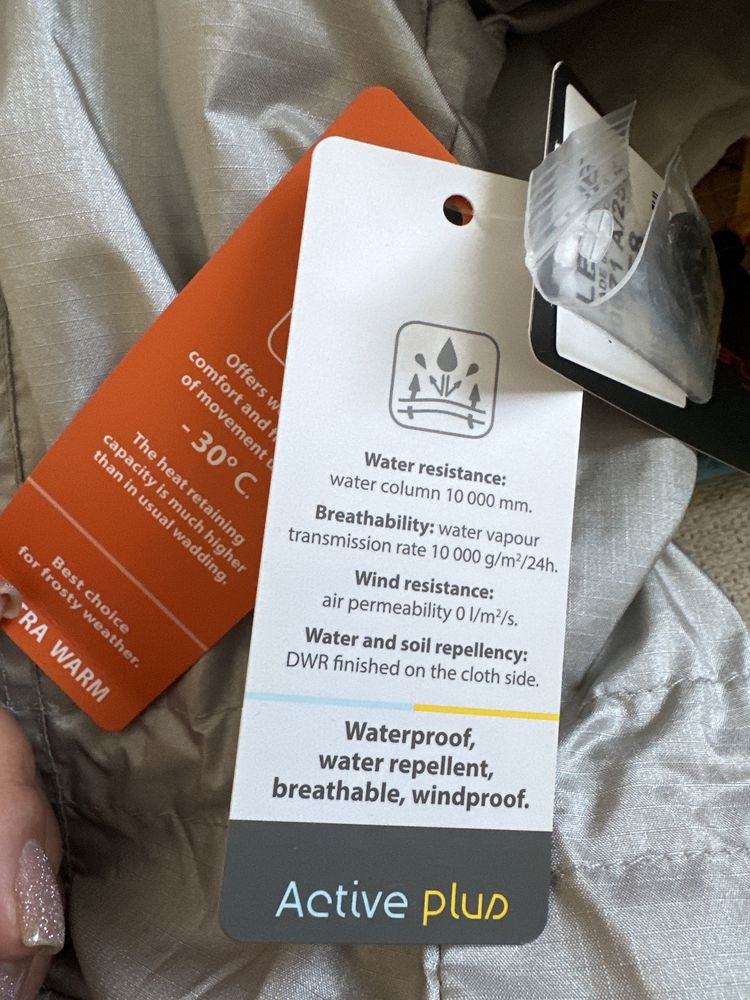 Water resistance:
water column 10 000 mm.
Breathability: water vapour
transmission rate 10 000 g/m²/24h.
Wind resistance:
air permeability 0 l/m²/s.
Water and soil repellency:
DWR finished on the cloth side.
Waterproof,
water repellent,
breathable, windproof.
Active plus
Offers
comfort and
of movement
- 30° C.
The heat retaining
capacity is much higher
than in usual wadding.
Best choice
for frosty weather.
TRA WARM